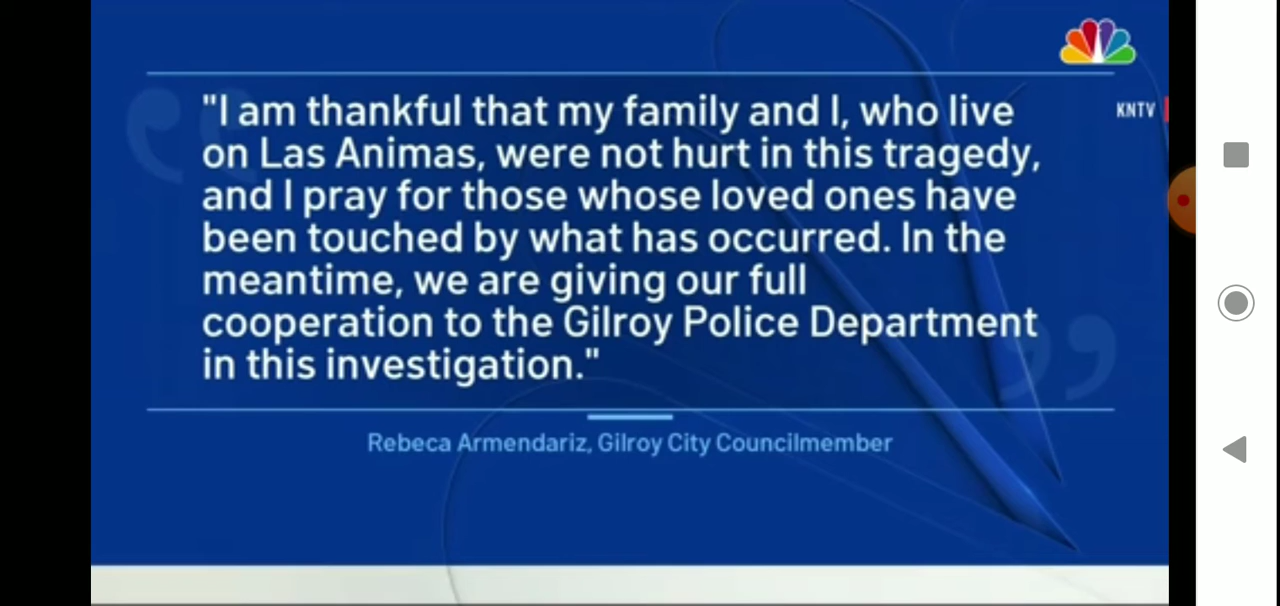 "I am thankful that my family and I, who live
on Las Animas, were not hurt in this tragedy,
and I pray for those whose loved ones have
been touched by what has occurred. In the
meantime, we are giving our full
cooperation to the Gilroy Police Department
in this investigation."
Rebeca Armendariz, Gilroy City Councilmember
KNTV